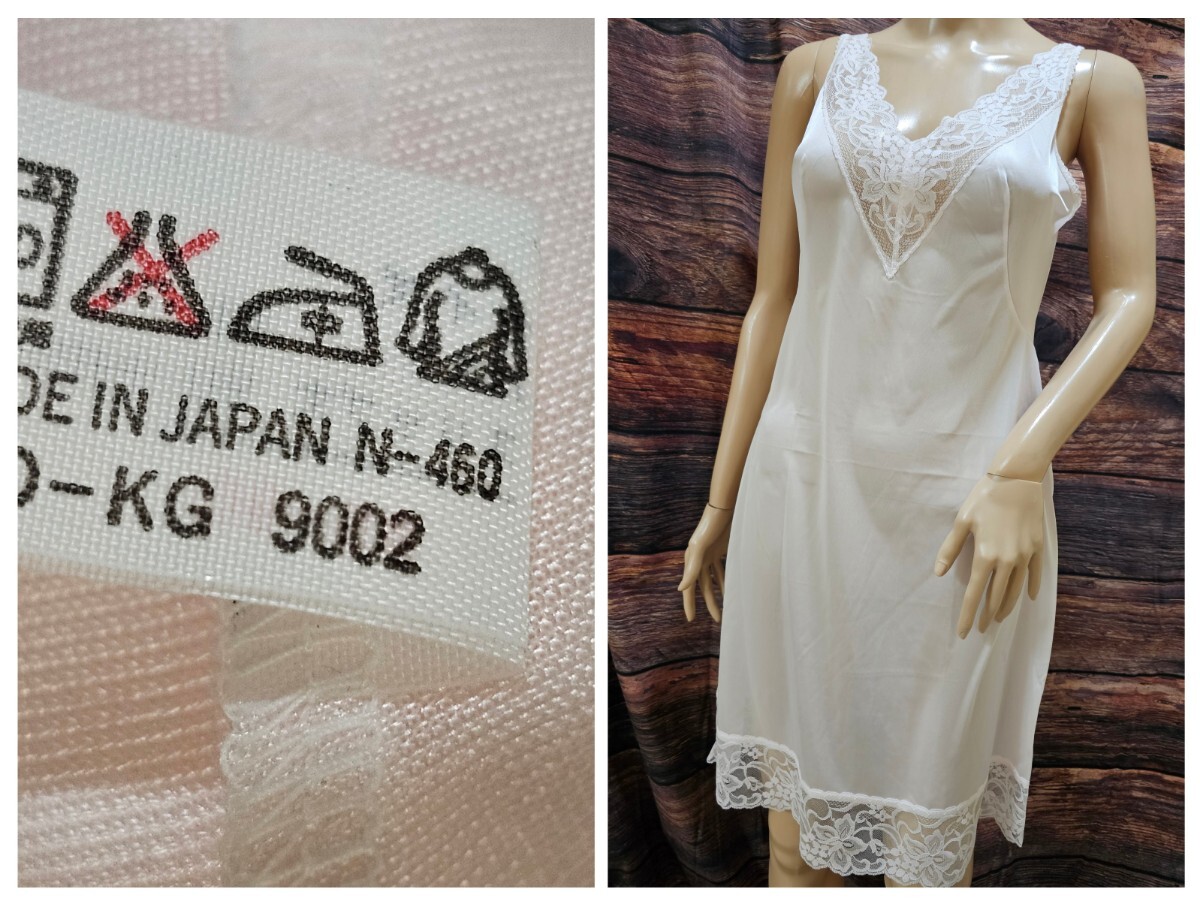 DE IN JAPAN N-460
-KG 9002